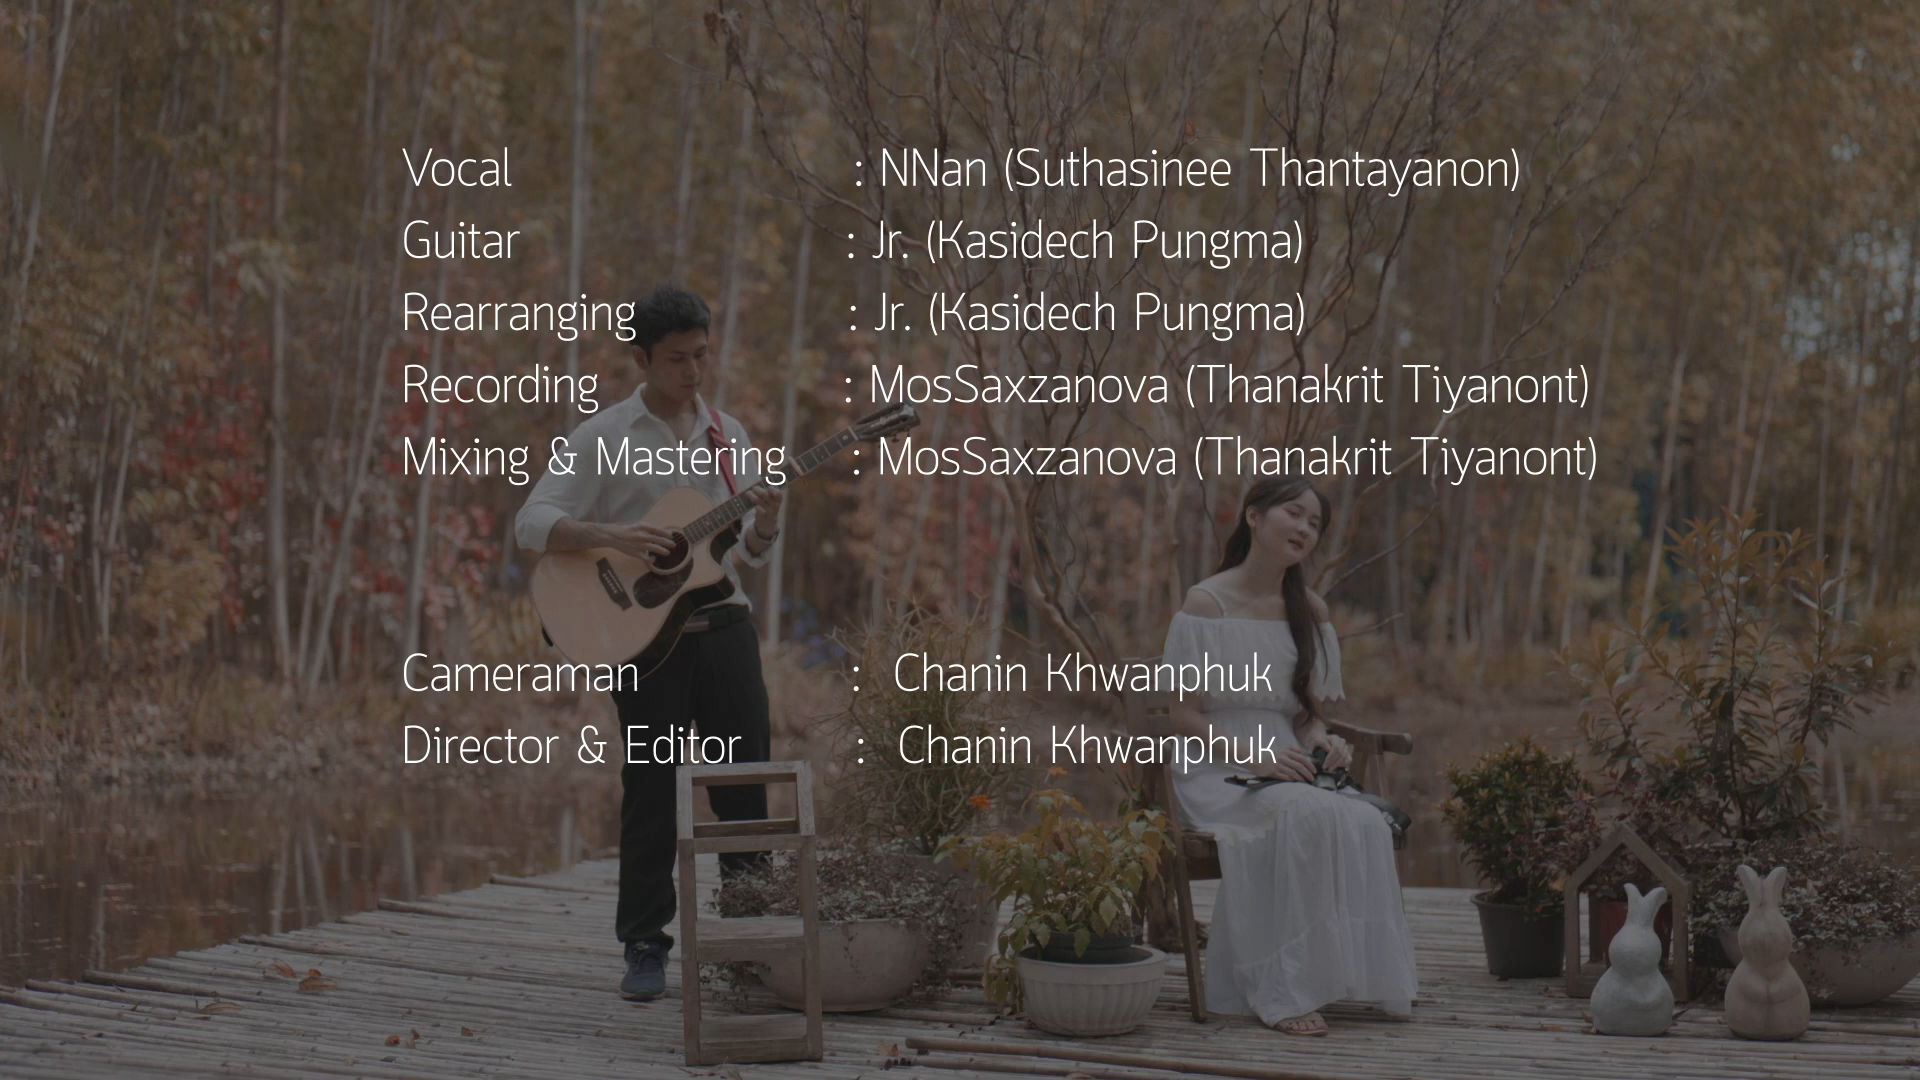 Vocal : NNan (Suthasinee Thantayanon)
Guitar : Jr. (Kasidech Pungma)
Rearranging : Jr. (Kasidech Pungma)
Recording : MosSaxzanova (Thanakrit Tiyanont)
Mixing & Mastering : MosSaxzanova (Thanakrit Tiyanont)
Cameraman : Chanin Khwanphuk
Director & Editor : Chanin Khwanphuk